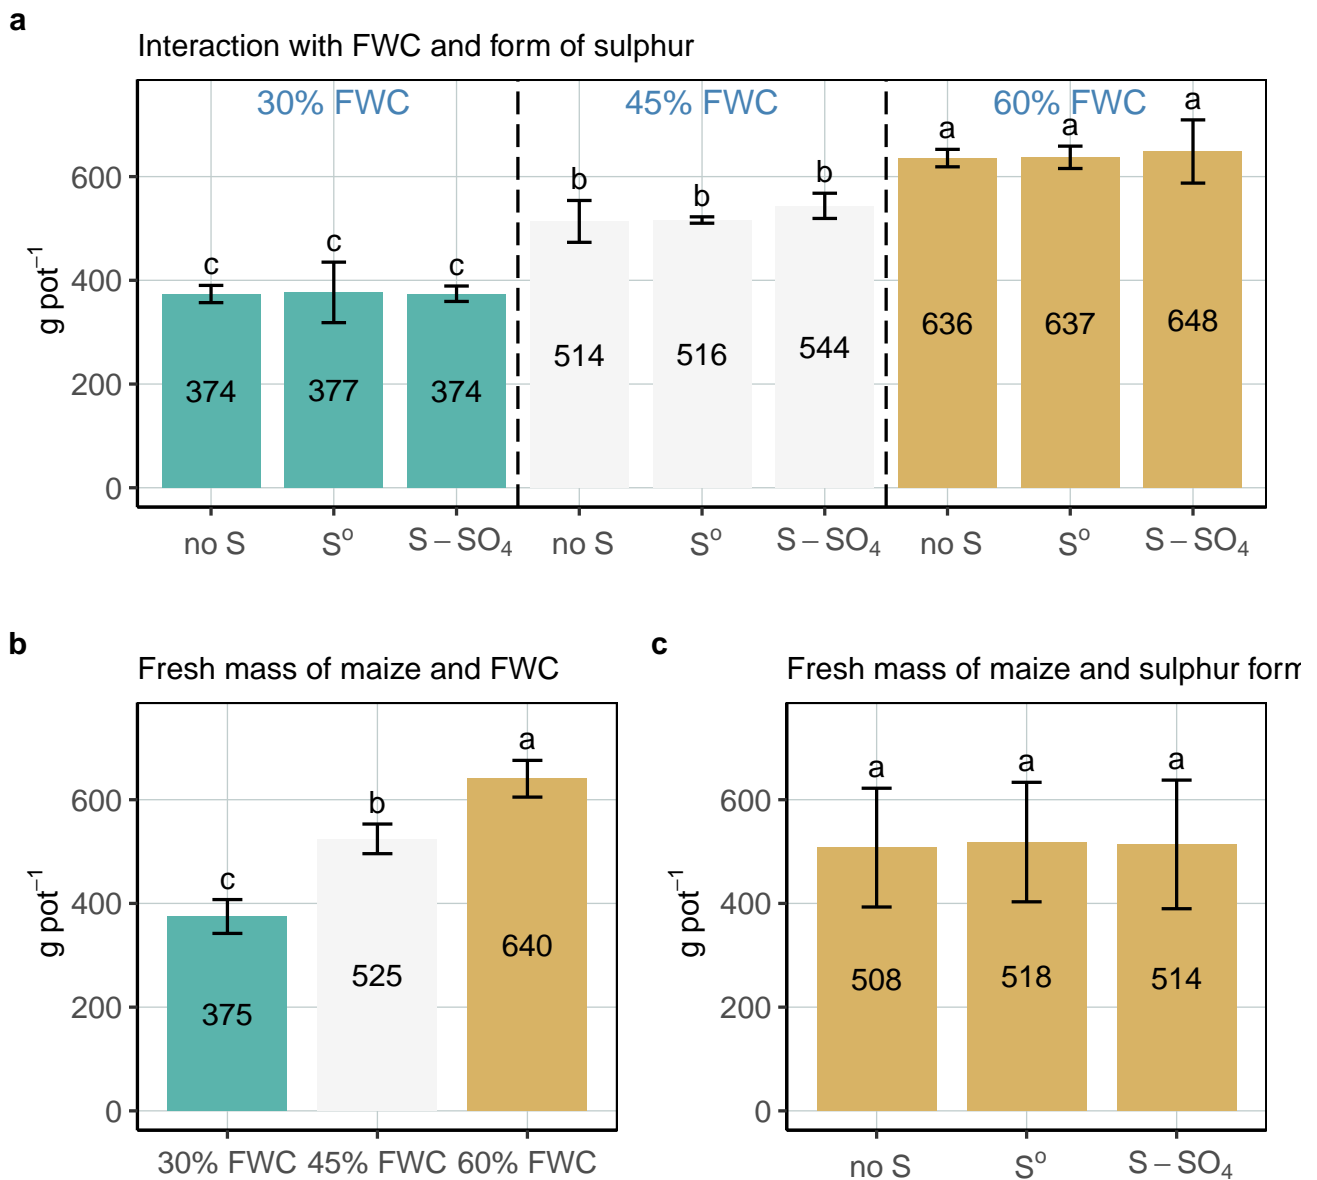 a
Interaction with FWC and form of sulphur
30% FWC 45% FWC 60% FWC
c c c b b b a a a
g pot⁻¹
600
400
200
0
374 377 374 514 516 544 636 637 648
no S Sº S–SO₄ no S Sº S–SO₄ no S Sº S–SO₄
b
Fresh mass of maize and FWC
c b a
g pot⁻¹
600
400
200
0
375 525 640
30% FWC 45% FWC 60% FWC
c
Fresh mass of maize and sulphur form
a a a
g pot⁻¹
600
400
200
0
508 518 514
no S Sº S–SO₄